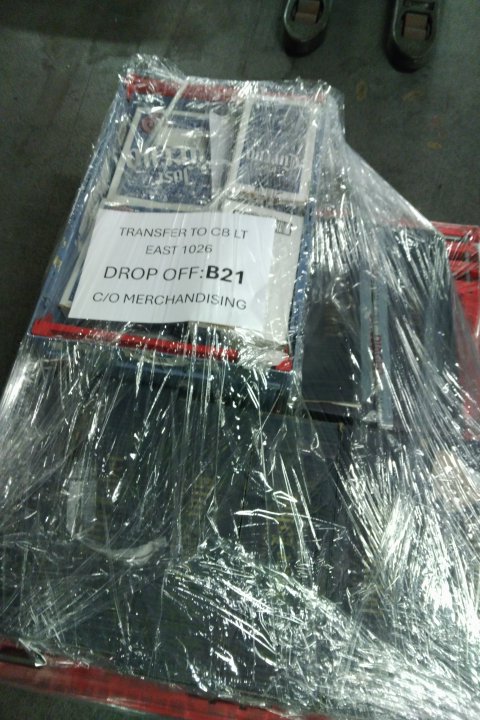 TRANSFER TO CB LT
EAST 1026
DROP OFF:B21
C/O MERCHANDISING